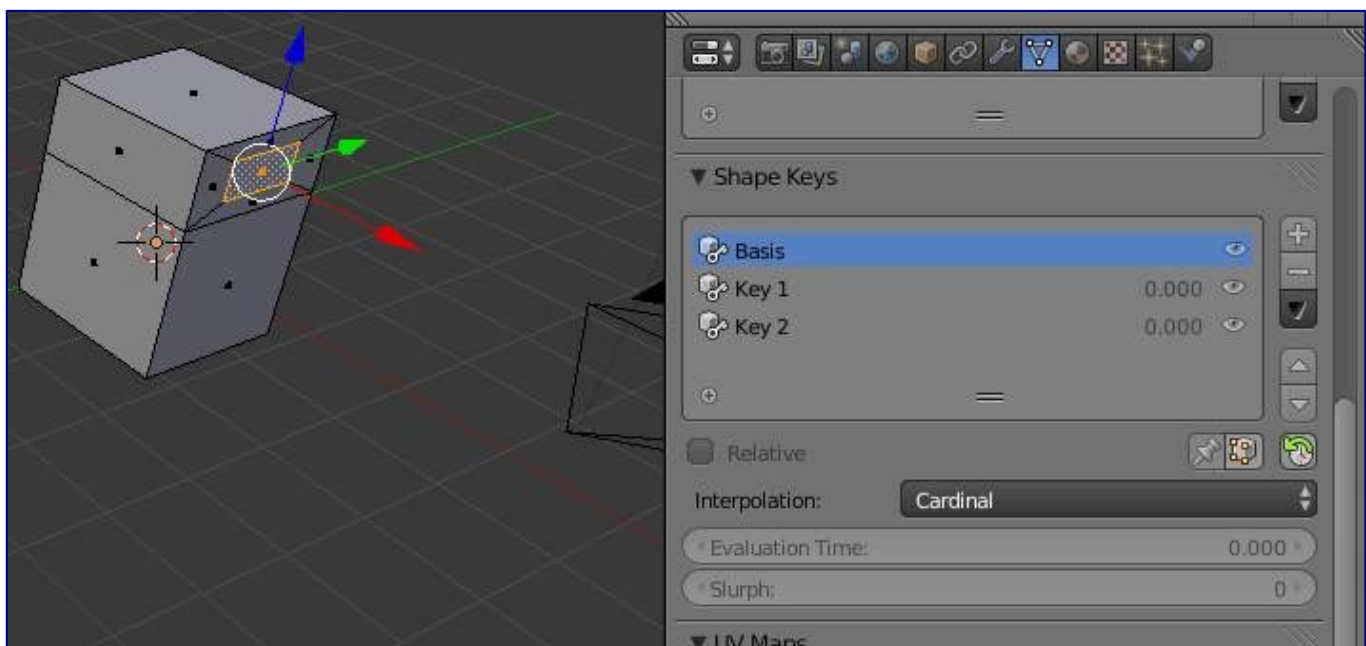 Shape Keys
Basis
Key 1 0.000
Key 2 0.000
Relative
Interpolation: Cardinal
Evaluation Time: 0.000
Slurph: 0
UV Maps